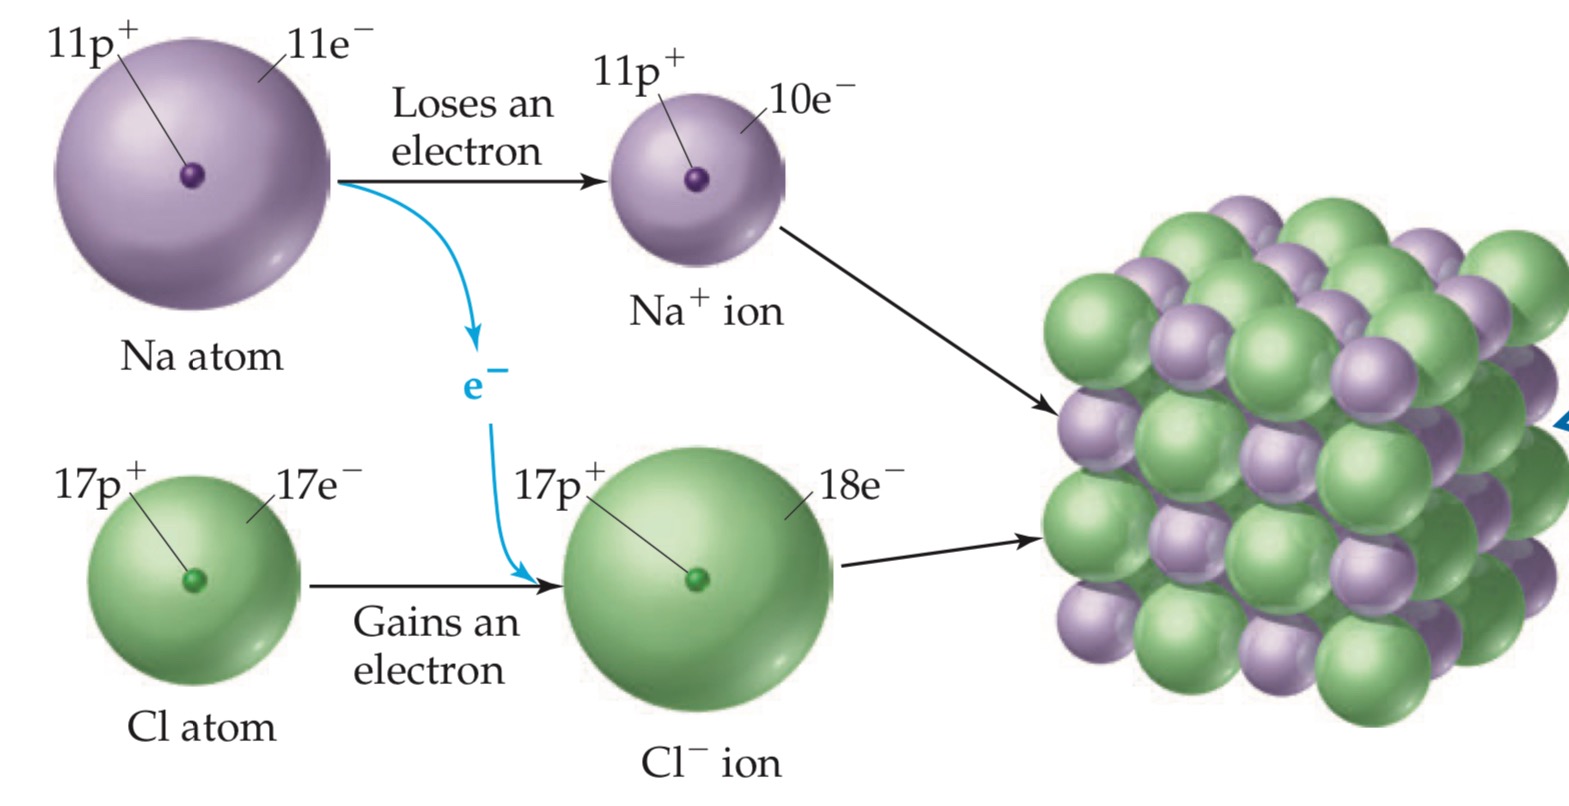 11p⁺
11e⁻
Loses an
electron
11p⁺
10e⁻
Na atom
Na⁺ ion
e⁻
17p⁺
17e⁻
17p⁺
18e⁻
Gains an
electron
Cl atom
Cl⁻ ion